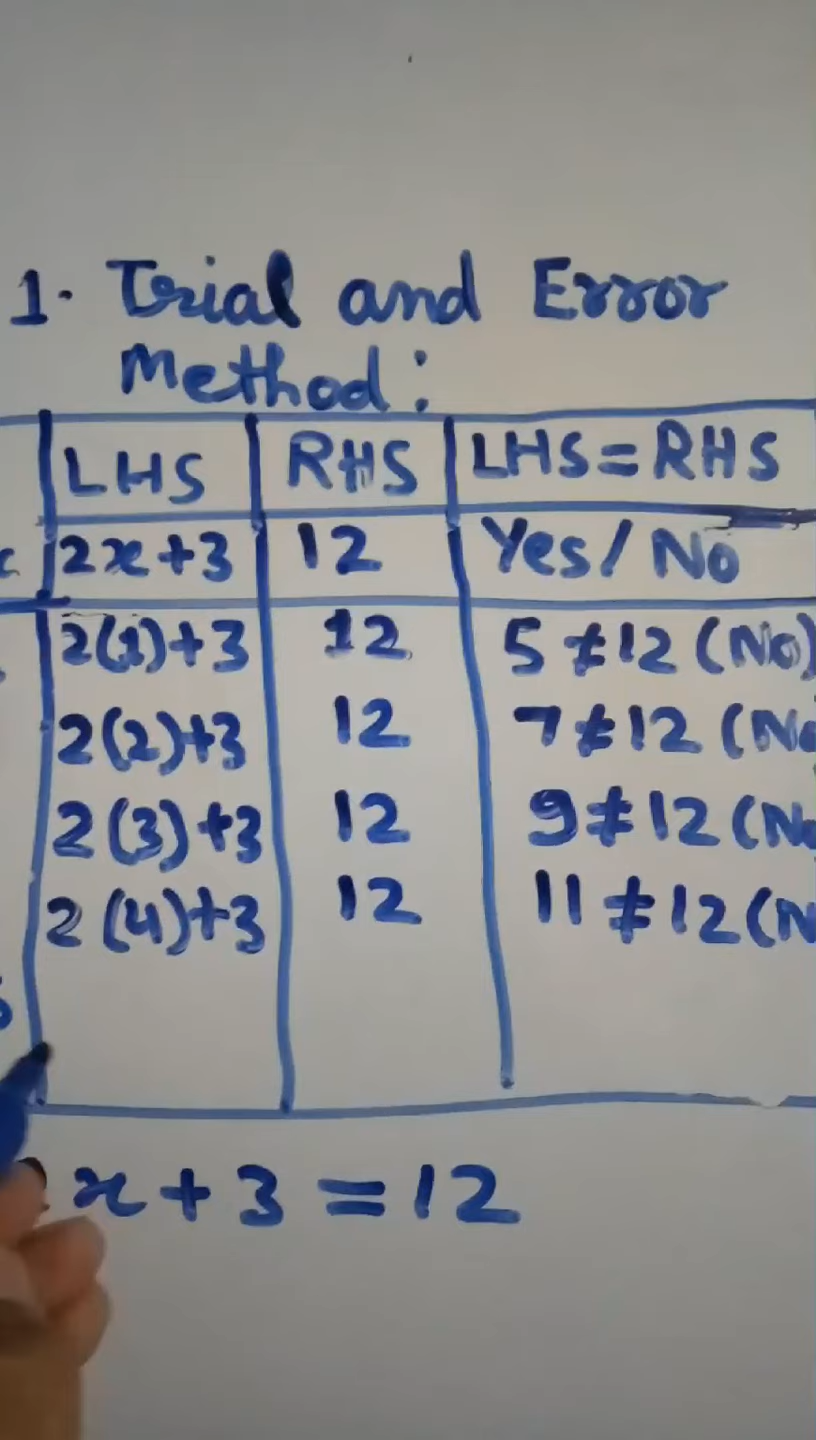 1. Trial and Error
Method:
LHS RHS LHS=RHS
2x+3 12 Yes/No
2(1)+3 12 5≠12 (No)
2(2)+3 12 7≠12 (No
2(3)+3 12 9≠12 (No
2(4)+3 12 11≠12 (N
x+3=12